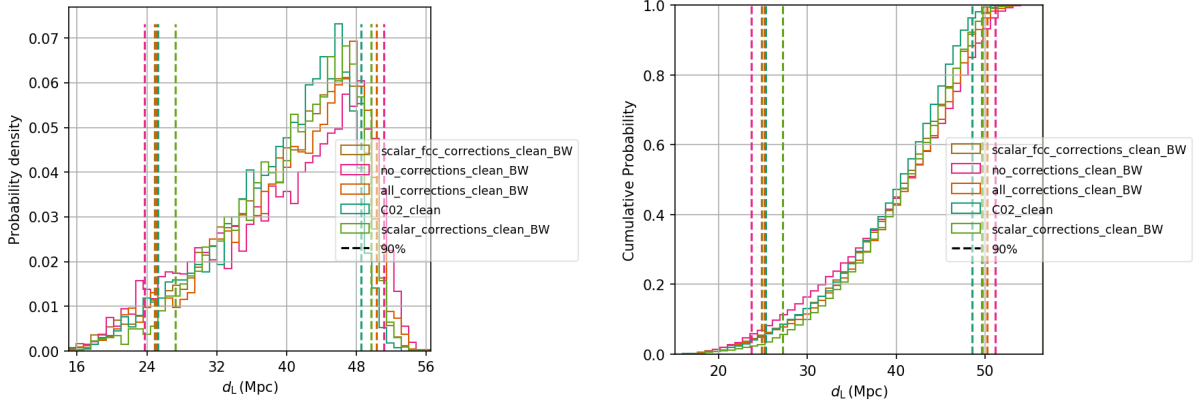 0.07
0.06
0.05
0.04
0.03
0.02
0.01
0.00
Probability density
16
24
32
40
48
56
d_L (Mpc)
scalar_fcc_corrections_clean_BW
no_corrections_clean_BW
all_corrections_clean_BW
C02_clean
scalar_corrections_clean_BW
90%
1.0
0.8
0.6
0.4
0.2
0.0
Cumulative Probability
20
30
40
50
d_L (Mpc)
scalar_fcc_corrections_clean_BW
no_corrections_clean_BW
all_corrections_clean_BW
C02_clean
scalar_corrections_clean_BW
90%